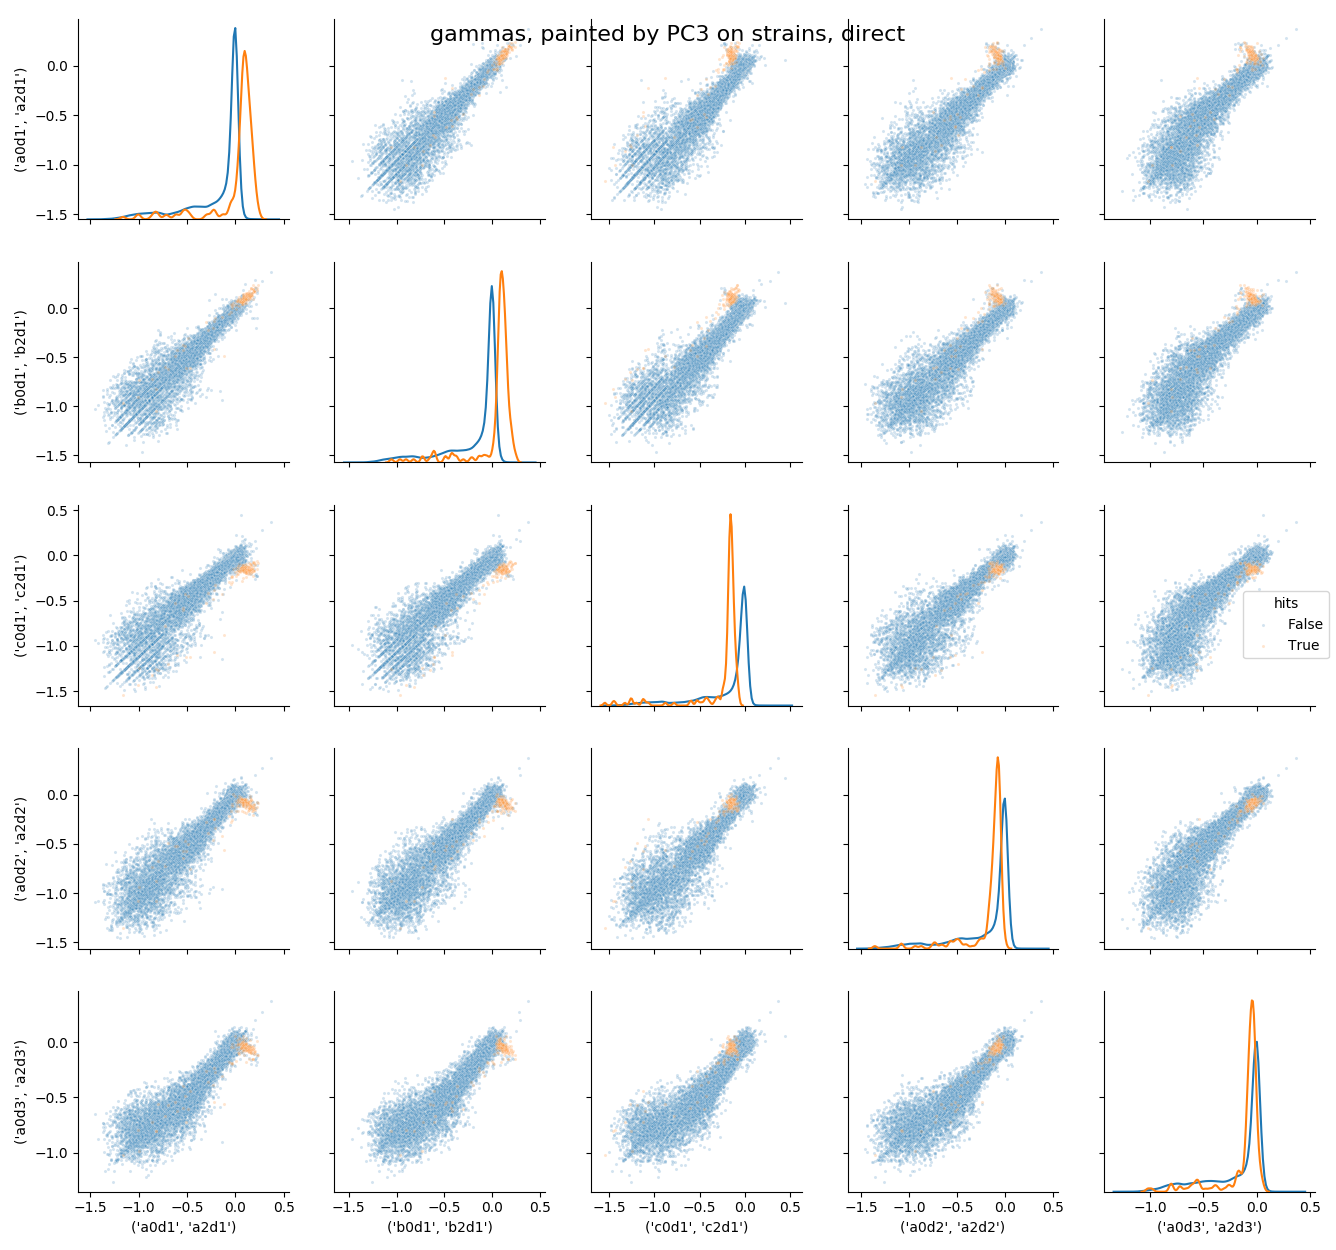 gammas, painted by PC3 on strains, direct
('a0d1', 'a2d1')
0.0
−0.5
−1.0
−1.5
('b0d1', 'b2d1')
0.0
−0.5
−1.0
−1.5
('c0d1', 'c2d1')
0.5
0.0
−0.5
−1.0
−1.5
hits
False
True
('a0d2', 'a2d2')
0.0
−0.5
−1.0
−1.5
('a0d3', 'a2d3')
0.0
−0.5
−1.0
−1.5 −1.0 −0.5 0.0 0.5
−1.5 −1.0 −0.5 0.0 0.5
−1.5 −1.0 −0.5 0.0 0.5
−1.5 −1.0 −0.5 0.0 0.5
−1.0 −0.5 0.0 0.5
('a0d1', 'a2d1')
('b0d1', 'b2d1')
('c0d1', 'c2d1')
('a0d2', 'a2d2')
('a0d3', 'a2d3')